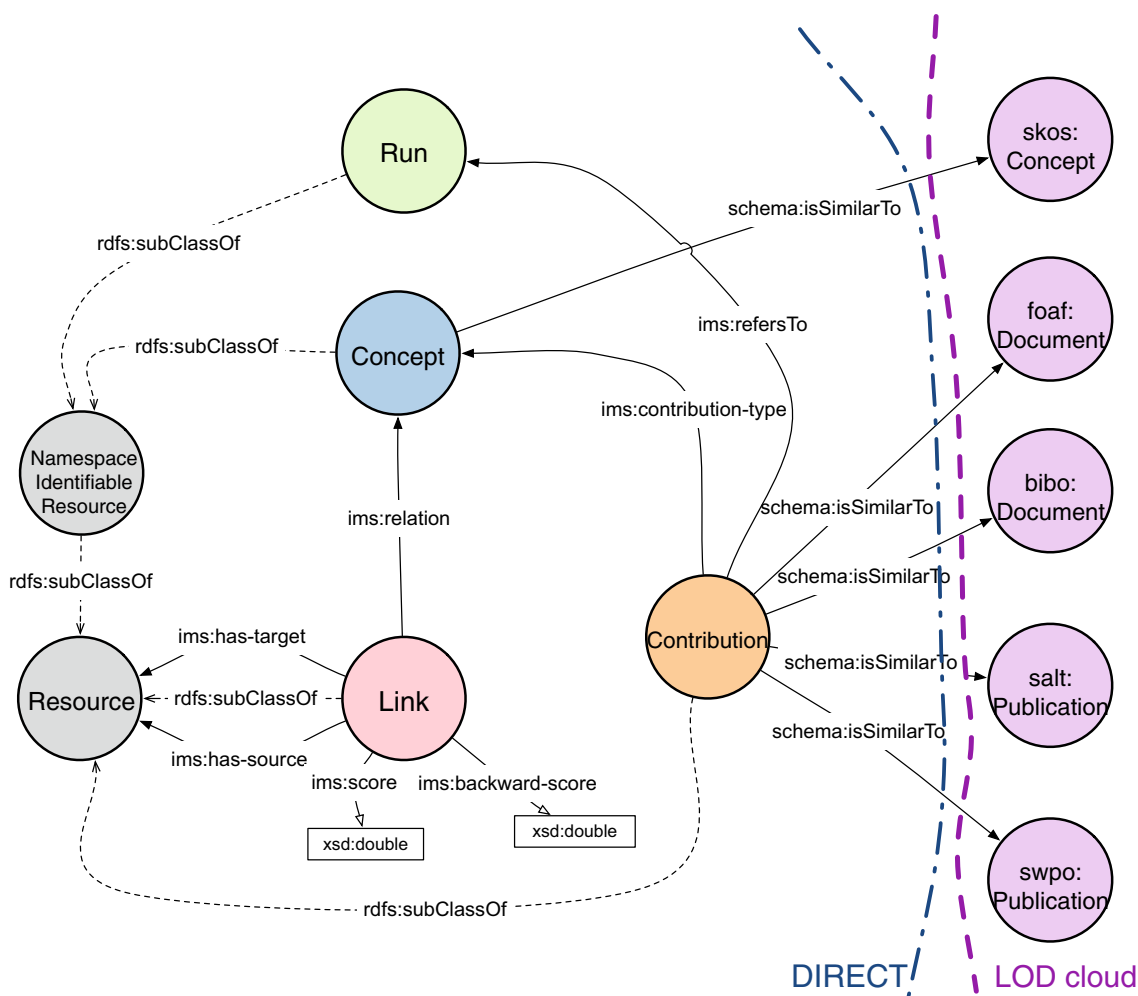 skos:
Concept
Run
schema:isSimilarTo
rdfs:subClassOf
foaf:
Document
ims:refersTo
rdfs:subClassOf
Concept
ims:contribution-type
Namespace
Identifiable
Resource
bibo:
Document
schema:isSimilarTo
ims:relation
schema:isSimilarTo
rdfs:subClassOf
ims:has-target
Contribution
schema:isSimilarTo
salt:
Publication
Resource
rdfs:subClassOf
Link
schema:isSimilarTo
ims:has-source
ims:score
ims:backward-score
xsd:double
xsd:double
swpo:
Publication
rdfs:subClassOf
DIRECT
LOD cloud